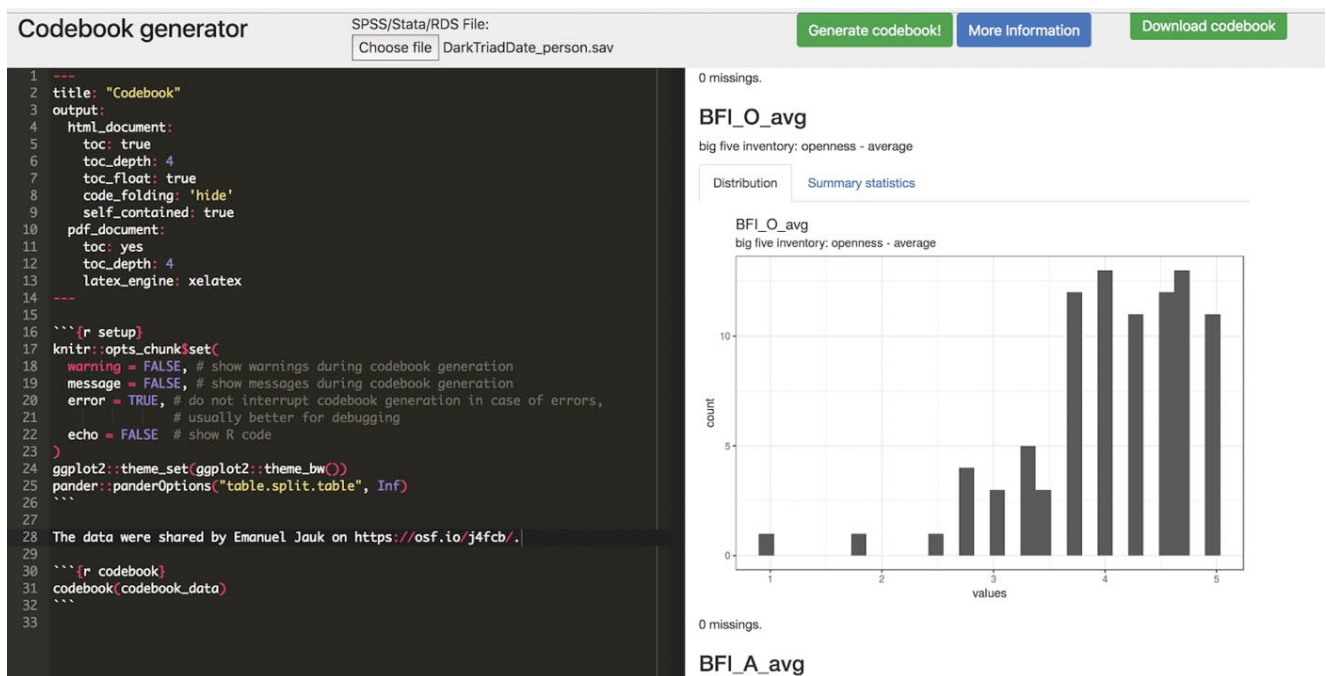 Codebook generator
SPSS/Stata/RDS File:
Choose file DarkTriadDate_person.sav
Generate codebook!
More Information
Download codebook
1 ---
2 title: "Codebook"
3 output:
4   html_document:
5     toc: true
6     toc_depth: 4
7     toc_float: true
8     code_folding: 'hide'
9     self_contained: true
10   pdf_document:
11     toc: yes
12     toc_depth: 4
13     latex_engine: xelatex
14 ---
15
16 ```{r setup}
17 knitr::opts_chunk$set(
18   warning = FALSE, # show warnings during codebook generation
19   message = FALSE, # show messages during codebook generation
20   error = TRUE, # do not interrupt codebook generation in case of errors,
21                 # usually better for debugging
22   echo = FALSE  # show R code
23 )
24 ggplot2::theme_set(ggplot2::theme_bw())
25 pander::panderOptions("table.split.table", Inf)
26 ```
27
28 The data were shared by Emanuel Jauk on https://osf.io/j4fcb/.
29
30 ```{r codebook}
31 codebook(codebook_data)
32 ```
33
0 missings.
BFI_O_avg
big five inventory: openness - average
Distribution
Summary statistics
BFI_O_avg
big five inventory: openness - average
10
5
0
count
1 2 3 4 5
values
0 missings.
BFI_A_avg